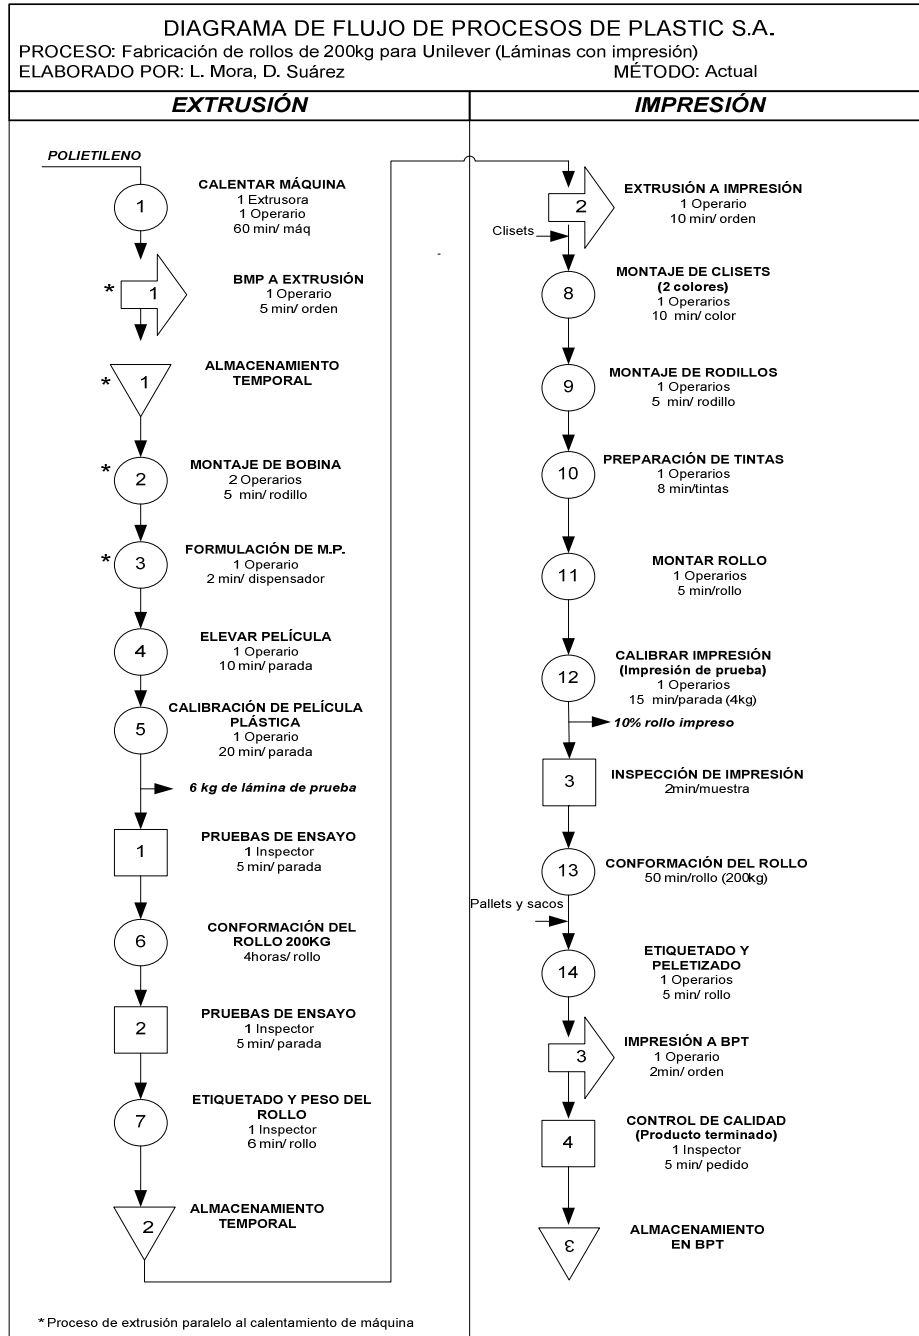 DIAGRAMA DE FLUJO DE PROCESOS DE PLASTIC S.A.
PROCESO: Fabricación de rollos de 200kg para Unilever (Láminas con impresión)
ELABORADO POR: L. Mora, D. Suárez
MÉTODO: Actual
EXTRUSIÓN
POLIETILENO
1
CALENTAR MÁQUINA
1 Extrusora
1 Operario
60 min/ máq
*
1
BMP A EXTRUSIÓN
1 Operario
5 min/ orden
*
1
ALMACENAMIENTO
TEMPORAL
*
2
MONTAJE DE BOBINA
2 Operarios
5 min/ rodillo
*
3
FORMULACIÓN DE M.P.
1 Operario
2 min/ dispensador
4
ELEVAR PELÍCULA
1 Operario
10 min/ parada
5
CALIBRACIÓN DE PELÍCULA
PLÁSTICA
1 Operario
20 min/ parada
6 kg de lámina de prueba
1
PRUEBAS DE ENSAYO
1 Inspector
5 min/ parada
6
CONFORMACIÓN DEL
ROLLO 200KG
4horas/ rollo
2
PRUEBAS DE ENSAYO
1 Inspector
5 min/ parada
7
ETIQUETADO Y PESO DEL
ROLLO
1 Inspector
6 min/ rollo
2
ALMACENAMIENTO
TEMPORAL
* Proceso de extrusión paralelo al calentamiento de máquina
IMPRESIÓN
2
EXTRUSIÓN A IMPRESIÓN
1 Operario
10 min/ orden
Clisets
8
MONTAJE DE CLISETS
(2 colores)
1 Operarios
10 min/ color
9
MONTAJE DE RODILLOS
1 Operarios
5 min/ rodillo
10
PREPARACIÓN DE TINTAS
1 Operarios
8 min/tintas
11
MONTAR ROLLO
1 Operarios
5 min/rollo
12
CALIBRAR IMPRESIÓN
(Impresión de prueba)
1 Operarios
15 min/parada (4kg)
10% rollo impreso
3
INSPECCIÓN DE IMPRESIÓN
2min/muestra
13
CONFORMACIÓN DEL ROLLO
50 min/rollo (200kg)
Pallets y sacos
14
ETIQUETADO Y
PELETIZADO
1 Operarios
5 min/ rollo
3
IMPRESIÓN A BPT
1 Operario
2min/ orden
4
CONTROL DE CALIDAD
(Producto terminado)
1 Inspector
5 min/ pedido
3
ALMACENAMIENTO
EN BPT